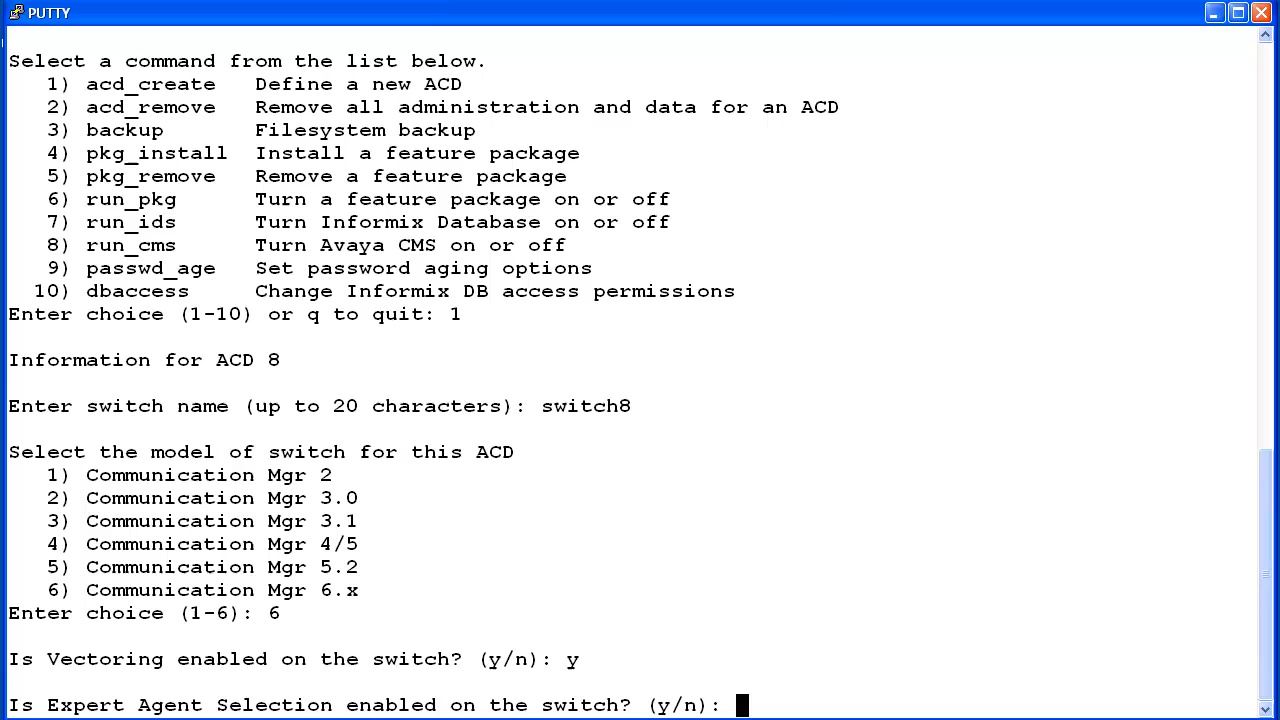 PUTTY
Select a command from the list below.
1) acd_create Define a new ACD
2) acd_remove Remove all administration and data for an ACD
3) backup Filesystem backup
4) pkg_install Install a feature package
5) pkg_remove Remove a feature package
6) run_pkg Turn a feature package on or off
7) run_ids Turn Informix Database on or off
8) run_cms Turn Avaya CMS on or off
9) passwd_age Set password aging options
10) dbaccess Change Informix DB access permissions
Enter choice (1-10) or q to quit: 1
Information for ACD 8
Enter switch name (up to 20 characters): switch8
Select the model of switch for this ACD
1) Communication Mgr 2
2) Communication Mgr 3.0
3) Communication Mgr 3.1
4) Communication Mgr 4/5
5) Communication Mgr 5.2
6) Communication Mgr 6.x
Enter choice (1-6): 6
Is Vectoring enabled on the switch? (y/n): y
Is Expert Agent Selection enabled on the switch? (y/n):